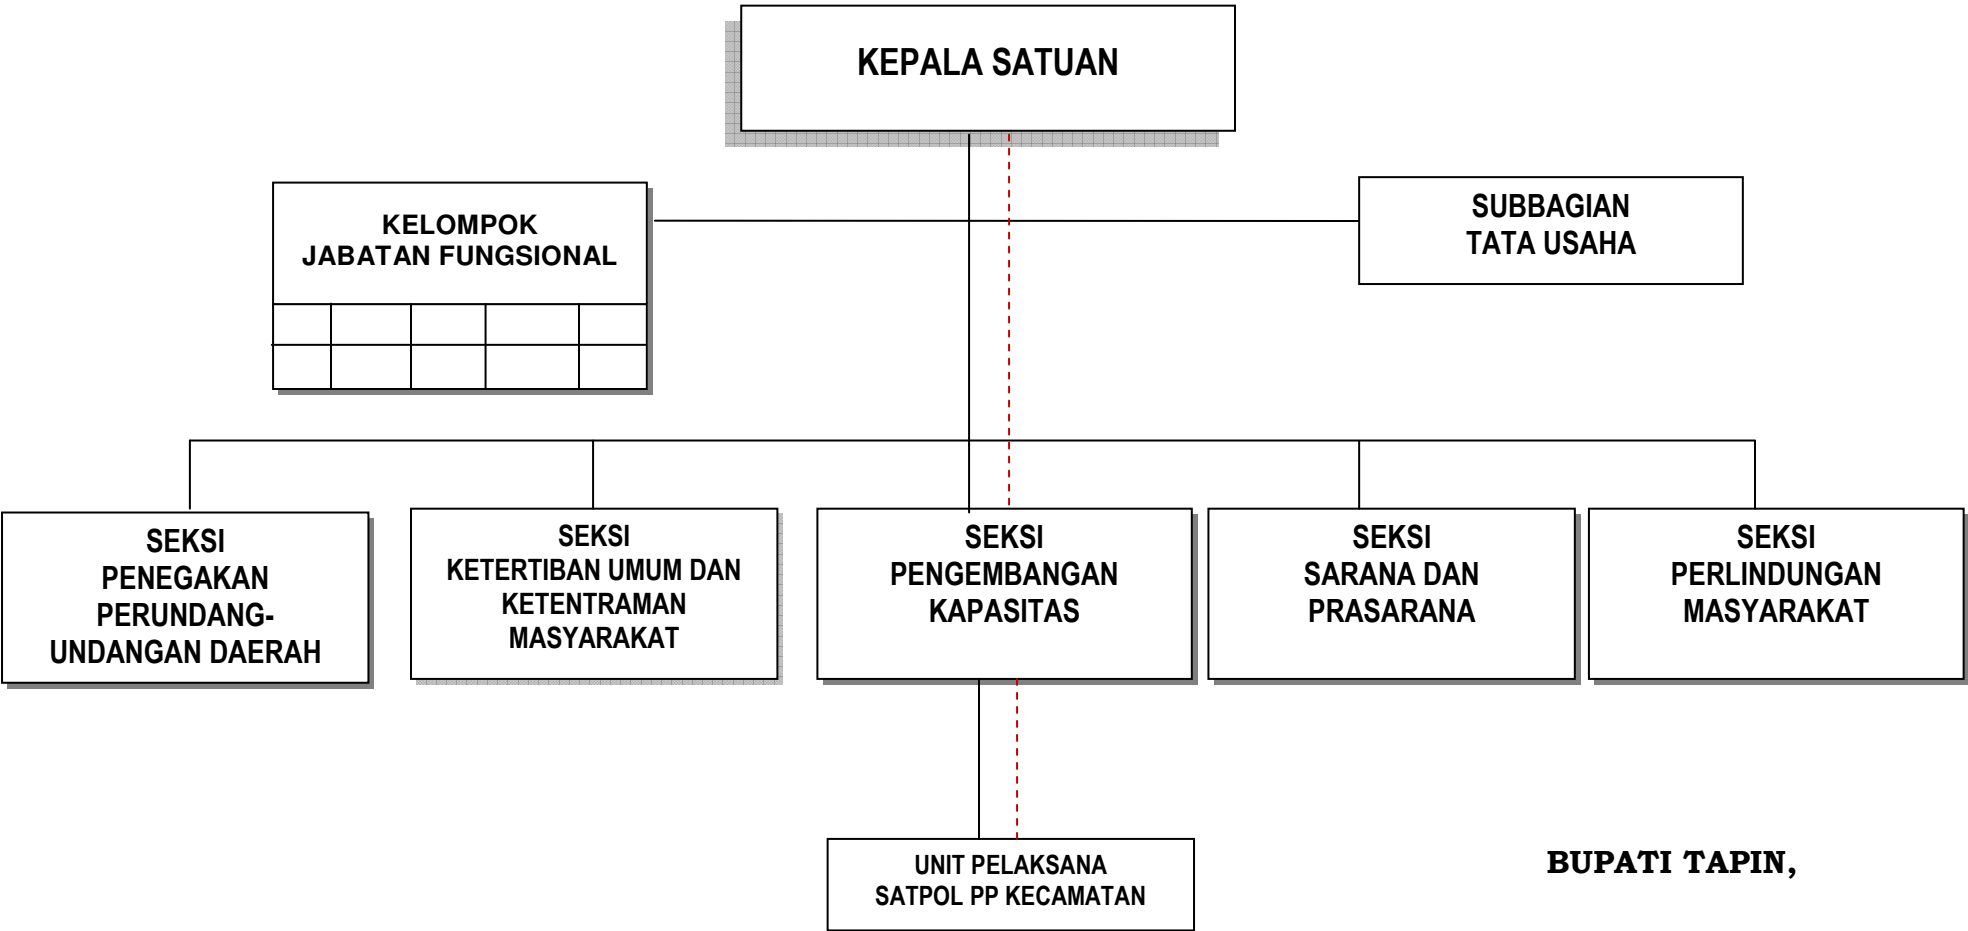 KEPALA SATUAN
KELOMPOK
JABATAN FUNGSIONAL
SUBBAGIAN
TATA USAHA
SEKSI
PENEGAKAN
PERUNDANG-
UNDANGAN DAERAH
SEKSI
KETERTIBAN UMUM DAN
KETENTRAMAN
MASYARAKAT
SEKSI
PENGEMBANGAN
KAPASITAS
SEKSI
SARANA DAN
PRASARANA
SEKSI
PERLINDUNGAN
MASYARAKAT
UNIT PELAKSANA
SATPOL PP KECAMATAN
BUPATI TAPIN,